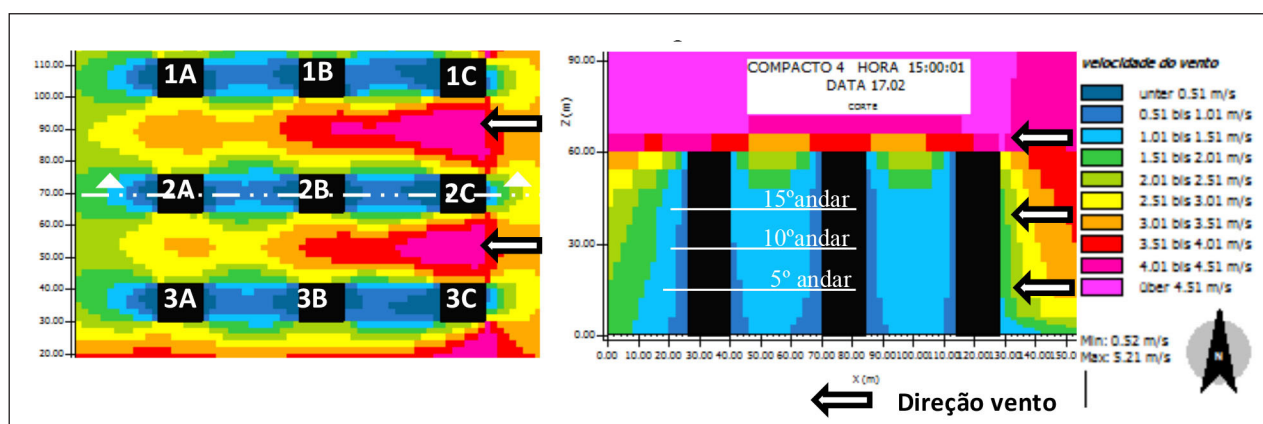 110.00
100.00
90.00
80.00
70.00
60.00
50.00
40.00
30.00
20.00
1A 1B 1C
2A 2B 2C
3A 3B 3C
90.00
60.00
30.00
0.00
Z (m)
COMPACTO 4 HORA 15:00:01
DATA 17.02
CORTE
15ºandar
10ºandar
5º andar
0.00 10.00 20.00 30.00 40.00 50.00 60.00 70.00 80.00 90.00 100.00 110.00 120.00 130.00 140.00 150.0
X (m)
Direção vento
velocidade do vento
unter 0.51 m/s
0.51 bis 1.01 m/s
1.01 bis 1.51 m/s
1.51 bis 2.01 m/s
2.01 bis 2.51 m/s
2.51 bis 3.01 m/s
3.01 bis 3.51 m/s
3.51 bis 4.01 m/s
4.01 bis 4.51 m/s
über 4.51 m/s
Min: 0.52 m/s
Max: 5.21 m/s
N